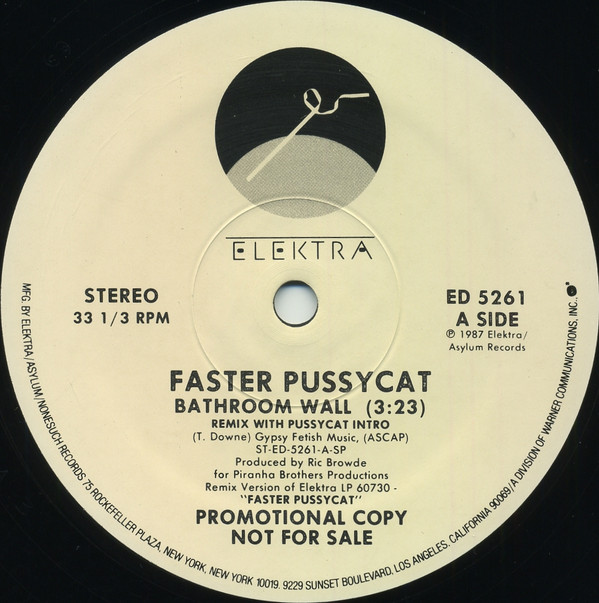 ELEKTRA
STEREO
33 1/3 RPM
ED 5261
A SIDE
℗ 1987 Elektra/
Asylum Records
FASTER PUSSYCAT
BATHROOM WALL (3:23)
REMIX WITH PUSSYCAT INTRO
(T. Downe) Gypsy Fetish Music, (ASCAP)
ST-ED-5261-A-SP
Produced by Ric Browde
for Piranha Brothers Productions
Remix Version of Elektra LP 60730 -
"FASTER PUSSYCAT"
PROMOTIONAL COPY
NOT FOR SALE
MFG. BY ELEKTRA/ASYLUM/NONESUCH RECORDS 75 ROCKEFELLER PLAZA, NEW YORK, NEW YORK 10019. 9229 SUNSET BOULEVARD, LOS ANGELES, CALIFORNIA 90069/A DIVISION OF WARNER COMMUNICATIONS, INC.